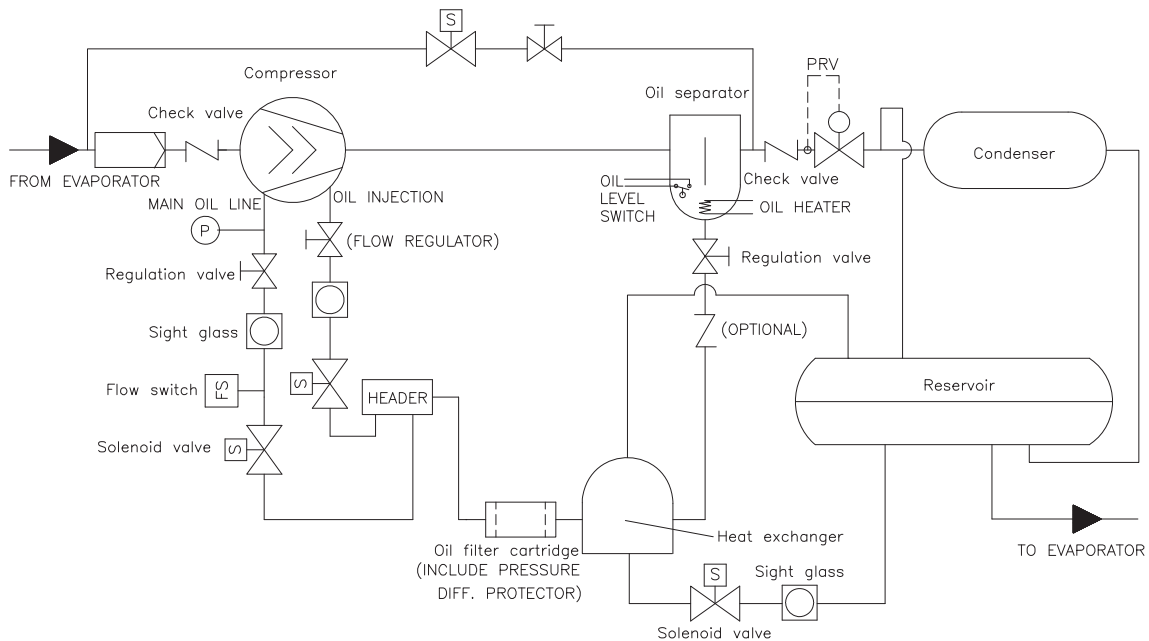 S
PRV
Compressor
Oil separator
Check valve
Condenser
FROM EVAPORATOR
Check valve
OIL
LEVEL
SWITCH
OIL HEATER
MAIN OIL LINE
OIL INJECTION
P
(FLOW REGULATOR)
Regulation valve
Regulation valve
Sight glass
(OPTIONAL)
Flow switch
FS
S
HEADER
Reservoir
Solenoid valve
S
Heat exchanger
TO EVAPORATOR
Oil filter cartridge
(INCLUDE PRESSURE
DIFF. PROTECTOR)
S
Sight glass
Solenoid valve